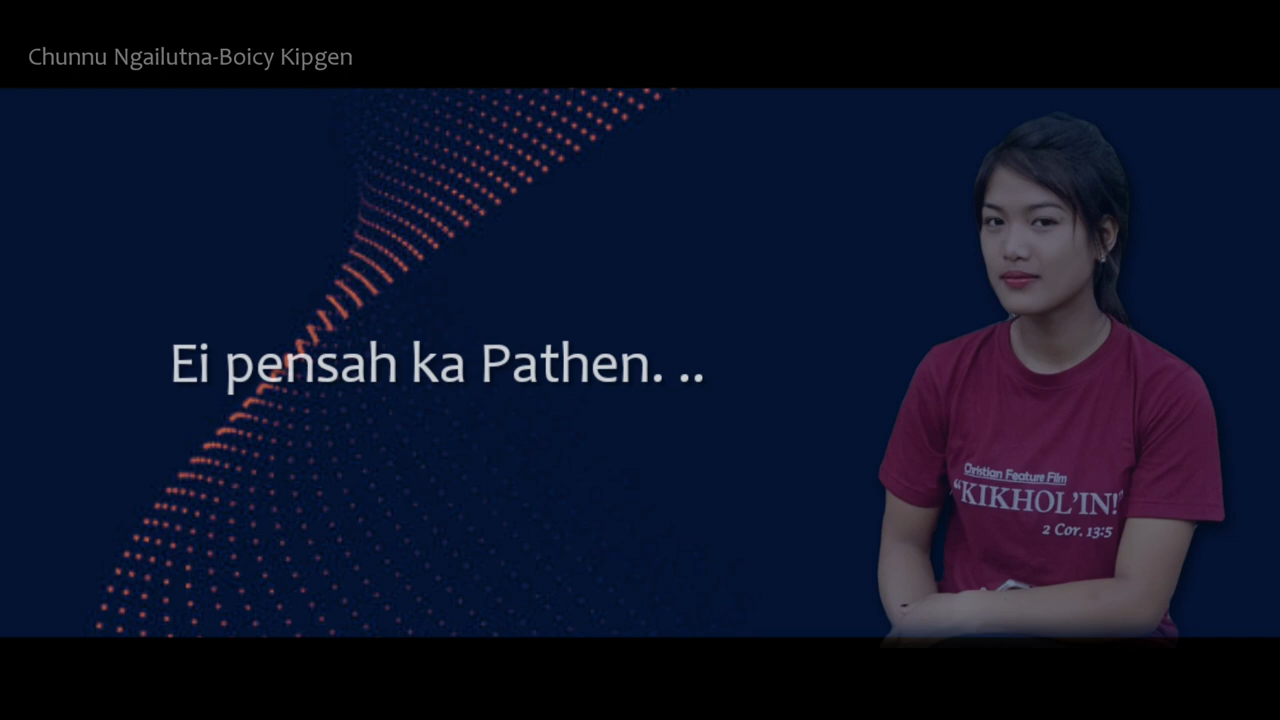 Chunnu Ngailutna-Boicy Kipgen
Ei pensah ka Pathen. ..
Christian Feature Film
"KIKHOL'IN!"
2 Cor. 13:5